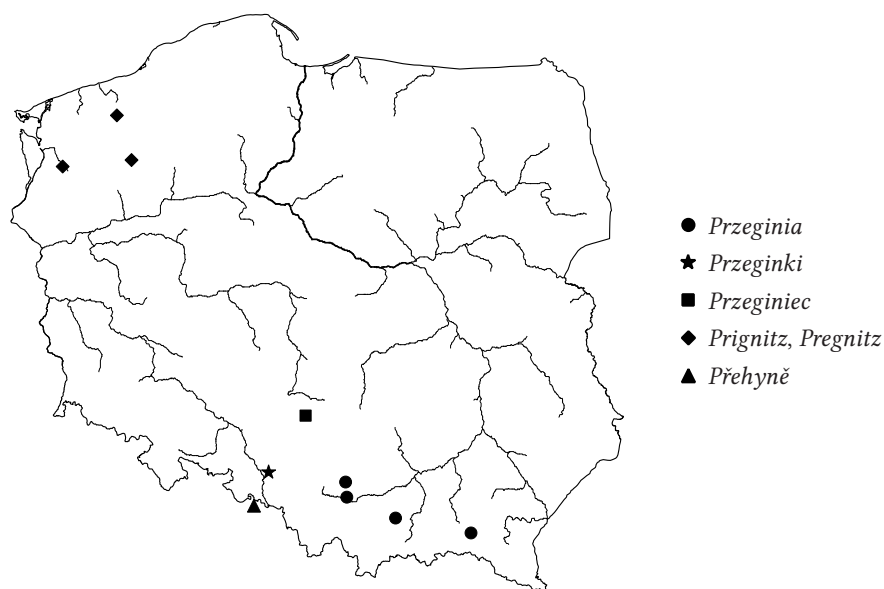 Przeginia
Przeginki
Przeginiec
Prignitz, Pregnitz
Přehyně